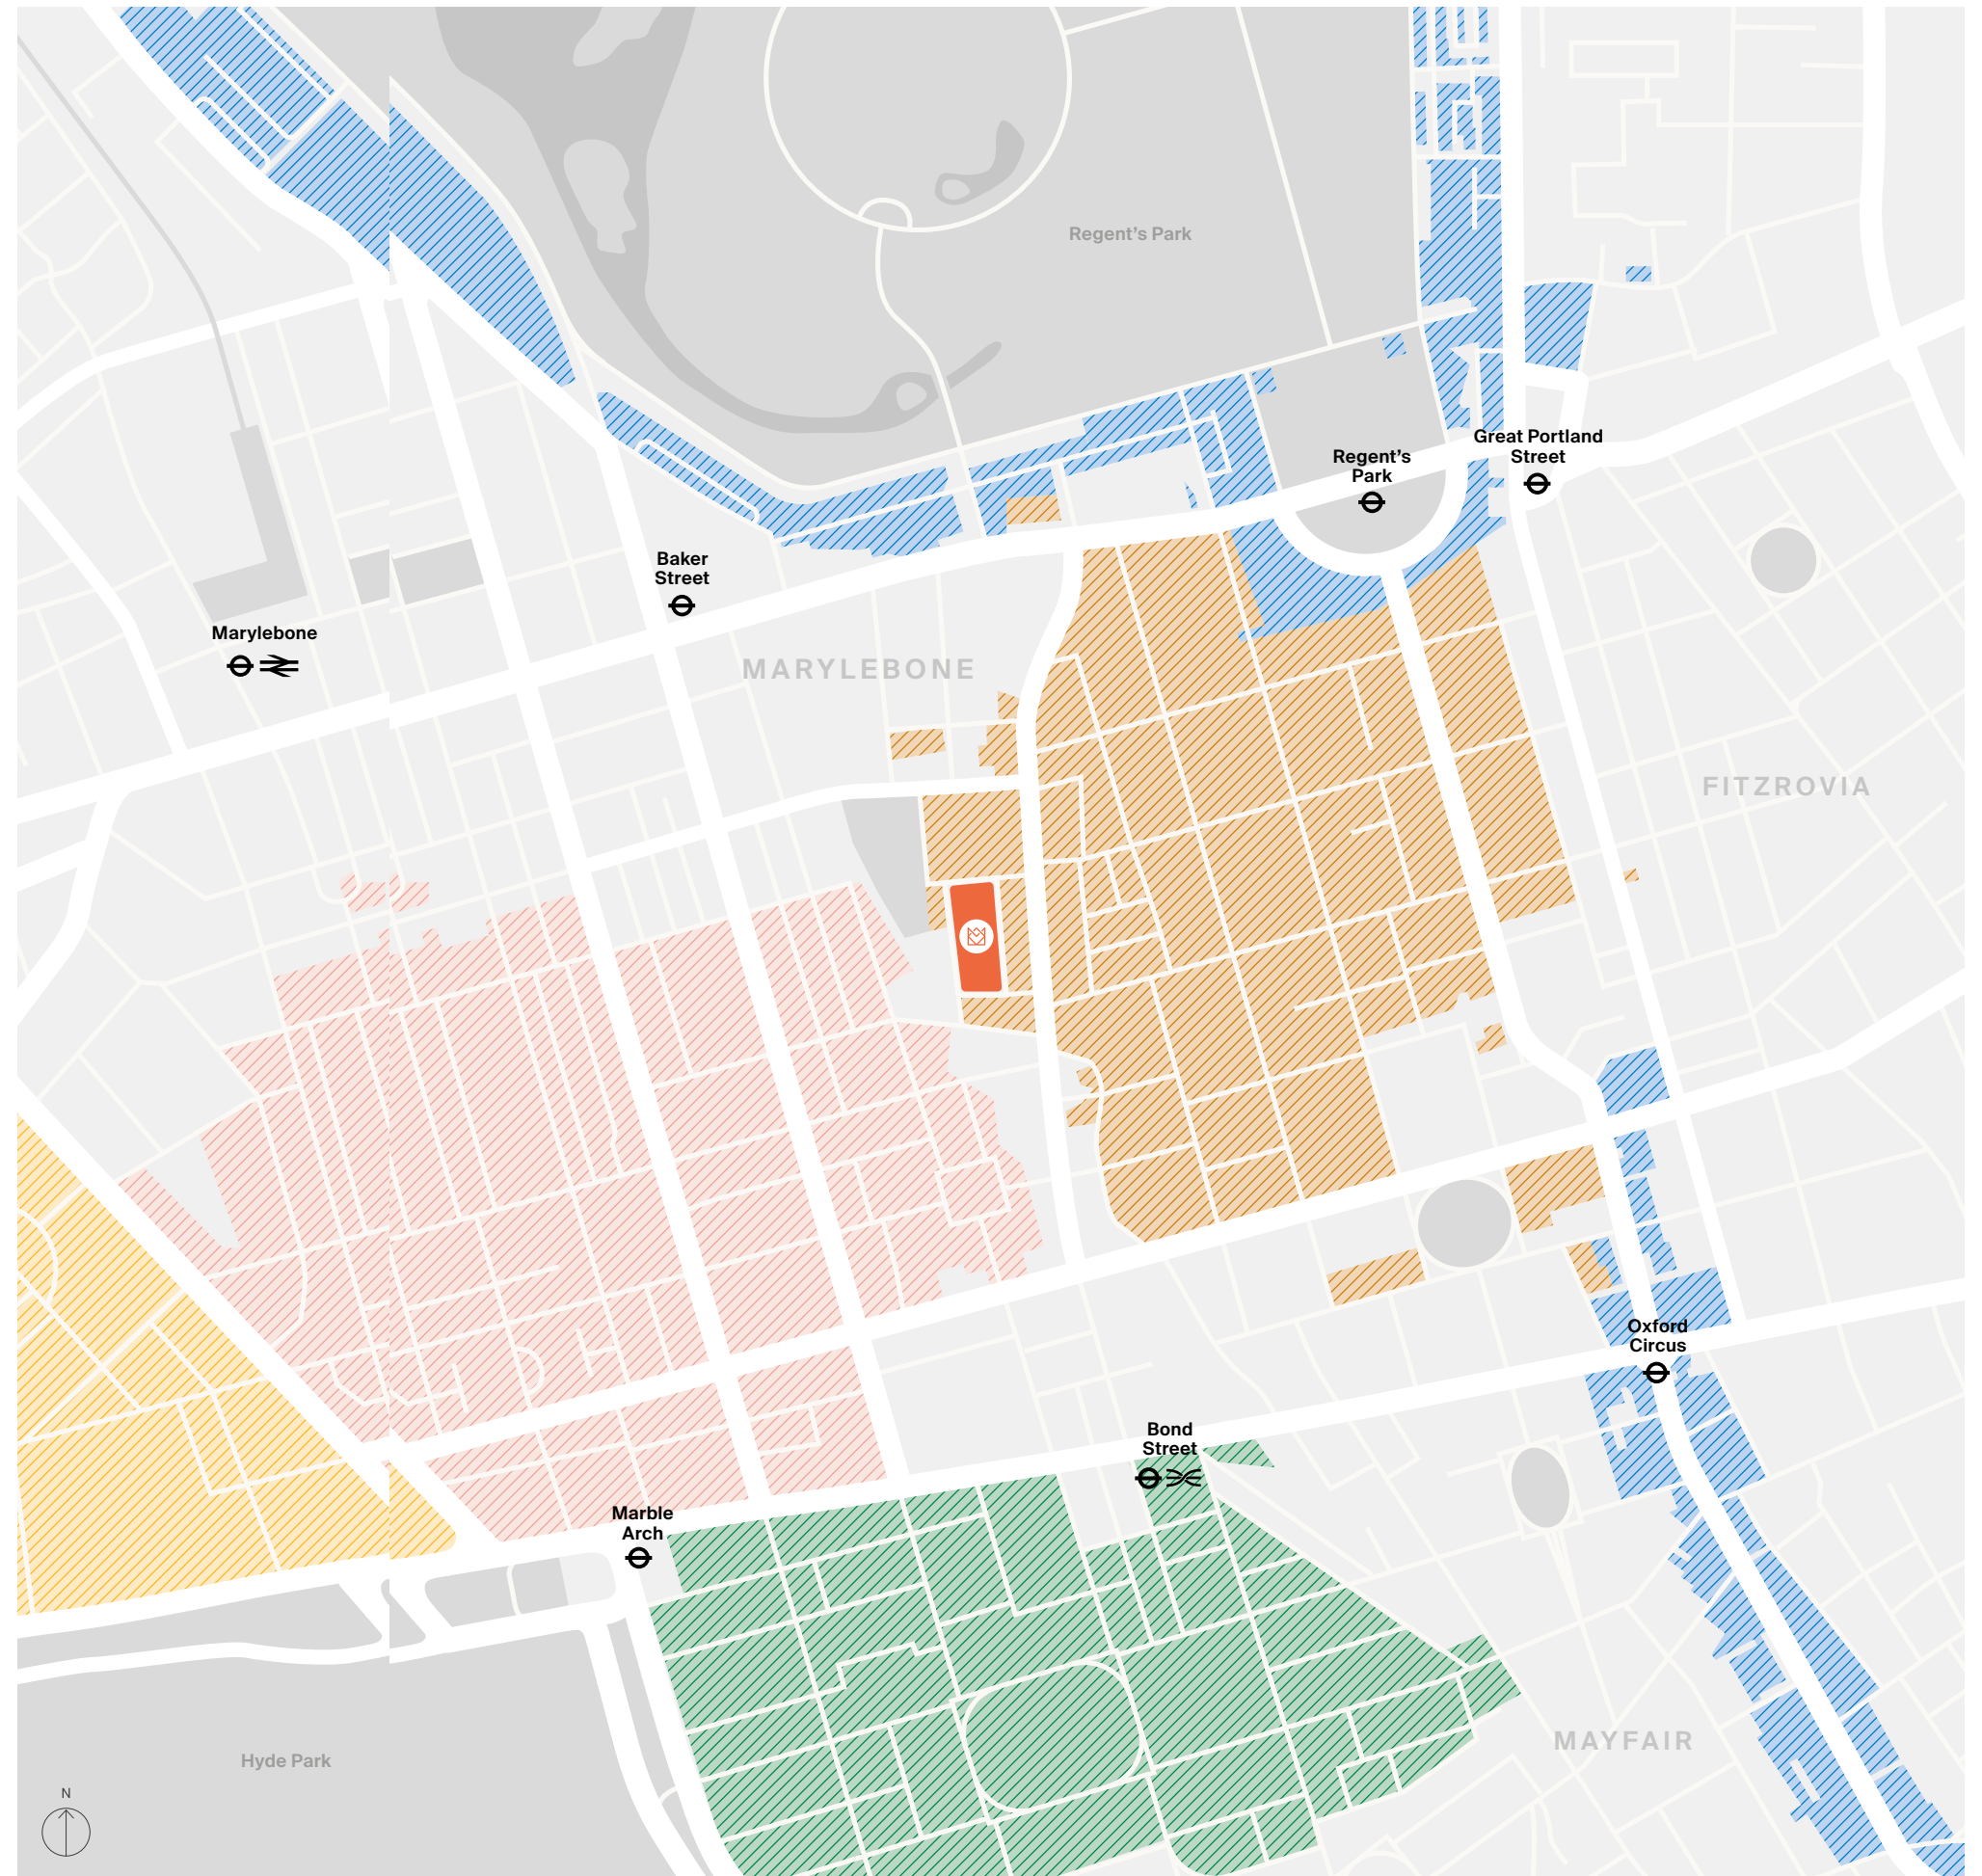 Regent's Park
Great Portland
Street
Regent's
Park
Baker
Street
Marylebone
MARYLEBONE
FITZROVIA
Oxford
Circus
Bond
Street
Marble
Arch
MAYFAIR
Hyde Park
N